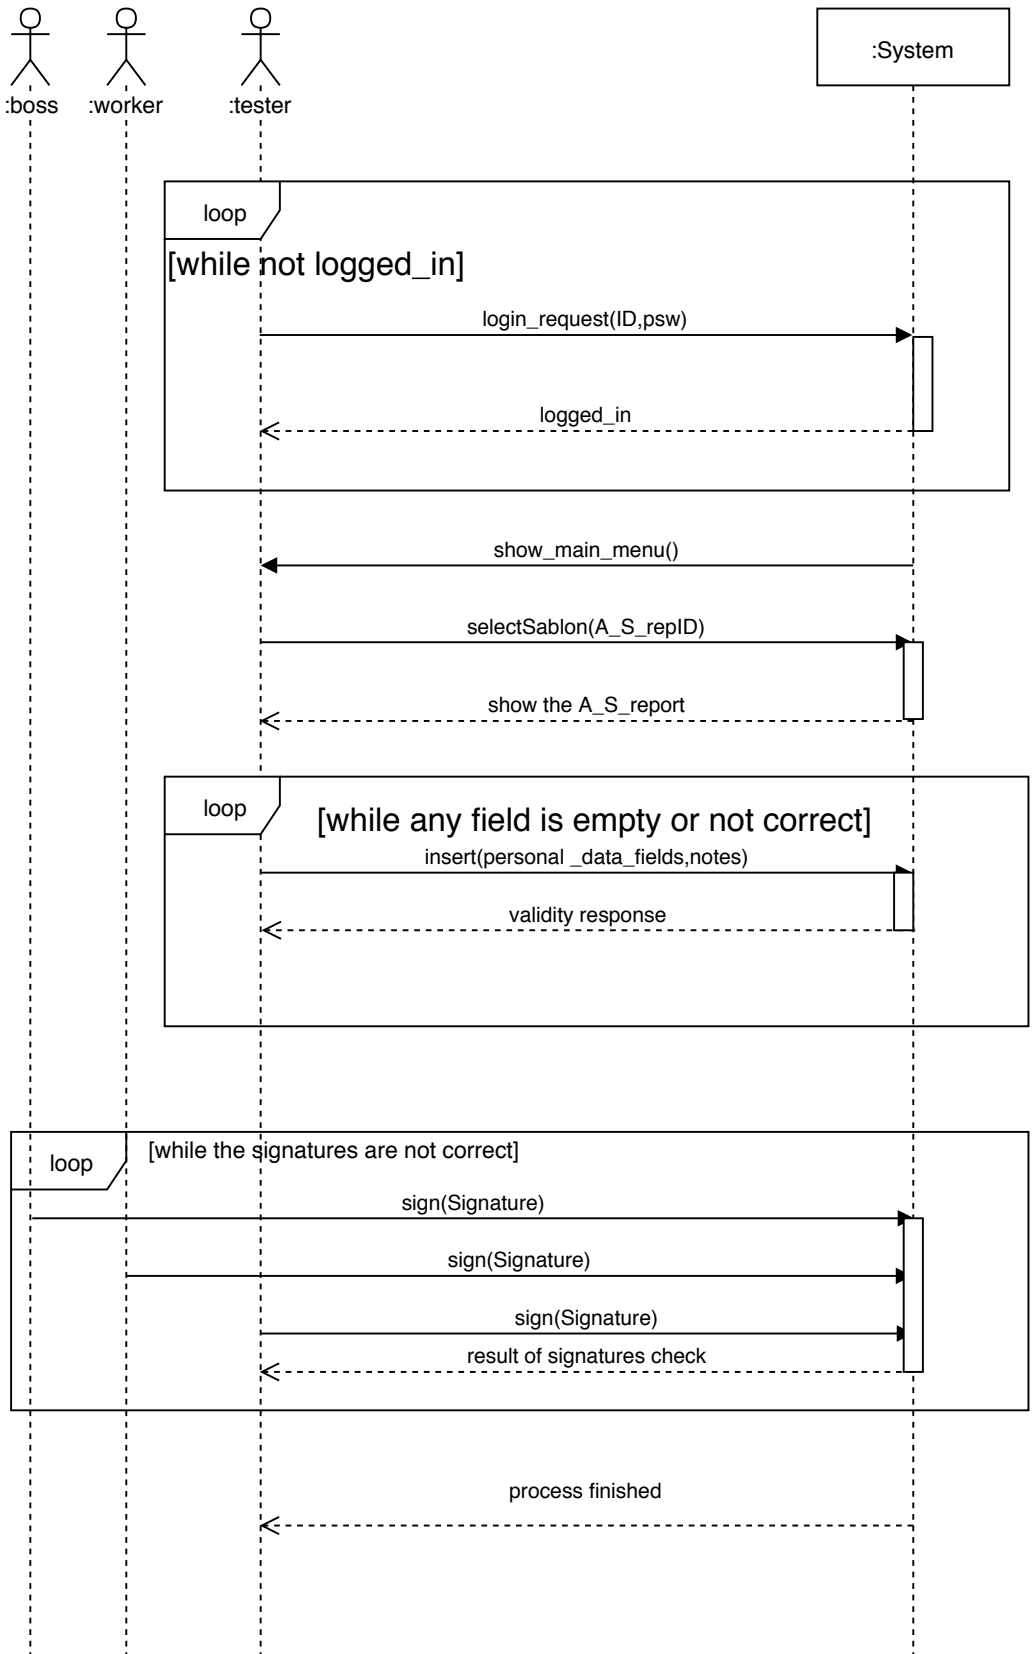 :boss
:worker
:tester
:System
loop
[while not logged_in]
login_request(ID,psw)
logged_in
show_main_menu()
selectSablon(A_S_repID)
show the A_S_report
loop
[while any field is empty or not correct]
insert(personal _data_fields,notes)
validity response
loop
[while the signatures are not correct]
sign(Signature)
sign(Signature)
sign(Signature)
result of signatures check
process finished